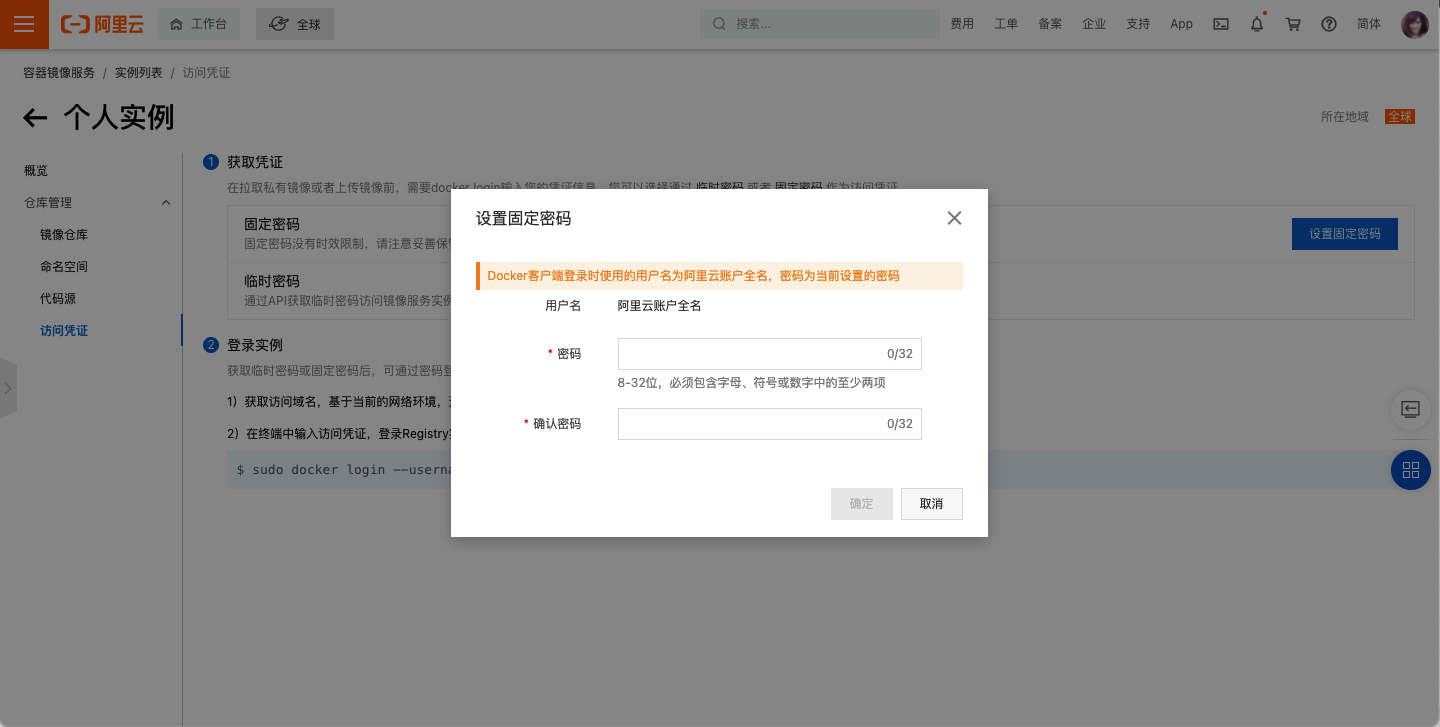 阿里云
工作台
全球
搜索...
费用
工单
备案
企业
支持
App
简体
容器镜像服务 / 实例列表 / 访问凭证
个人实例
所在地域 全球
概览
仓库管理
镜像仓库
命名空间
代码源
访问凭证
1 获取凭证
在拉取私有镜像或者上传镜像前，需要docker login输入您的凭证信息。您可以选择通过 临时密码 或者 固定密码 作为访问凭证
固定密码
固定密码没有时效限制，请注意妥善保管
设置固定密码
临时密码
通过API获取临时密码访问镜像服务实例
2 登录实例
获取临时密码或固定密码后，可通过密码登
1）获取访问域名，基于当前的网络环境，
2）在终端中输入访问凭证，登录Registry
$ sudo docker login --userna
设置固定密码
Docker客户端登录时使用的用户名为阿里云账户全名，密码为当前设置的密码
用户名 阿里云账户全名
* 密码 0/32
8-32位，必须包含字母、符号或数字中的至少两项
* 确认密码 0/32
确定
取消